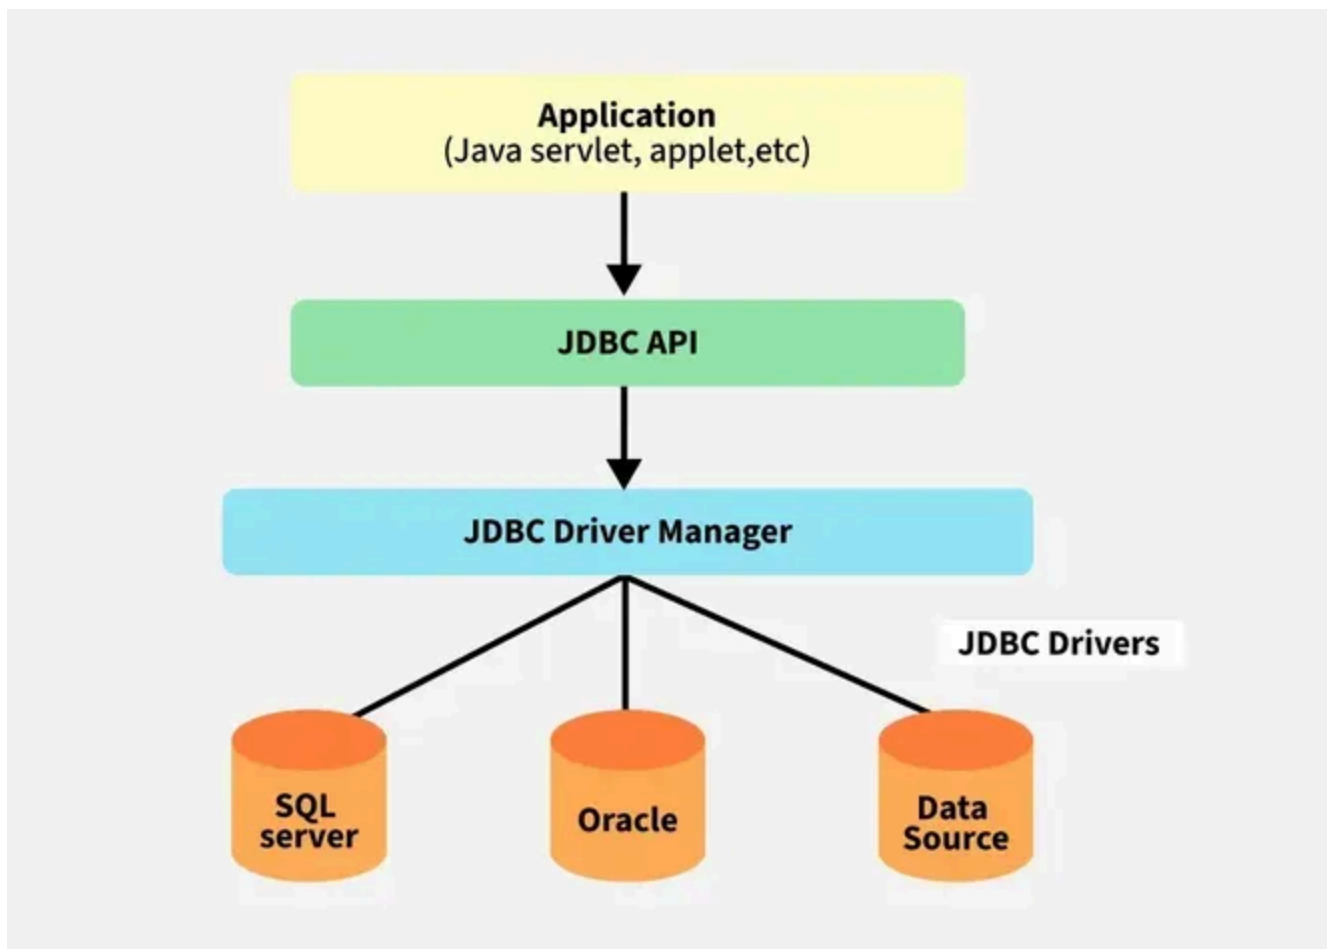 Application
(Java servlet, applet,etc)
JDBC API
JDBC Driver Manager
JDBC Drivers
SQL
server
Oracle
Data
Source